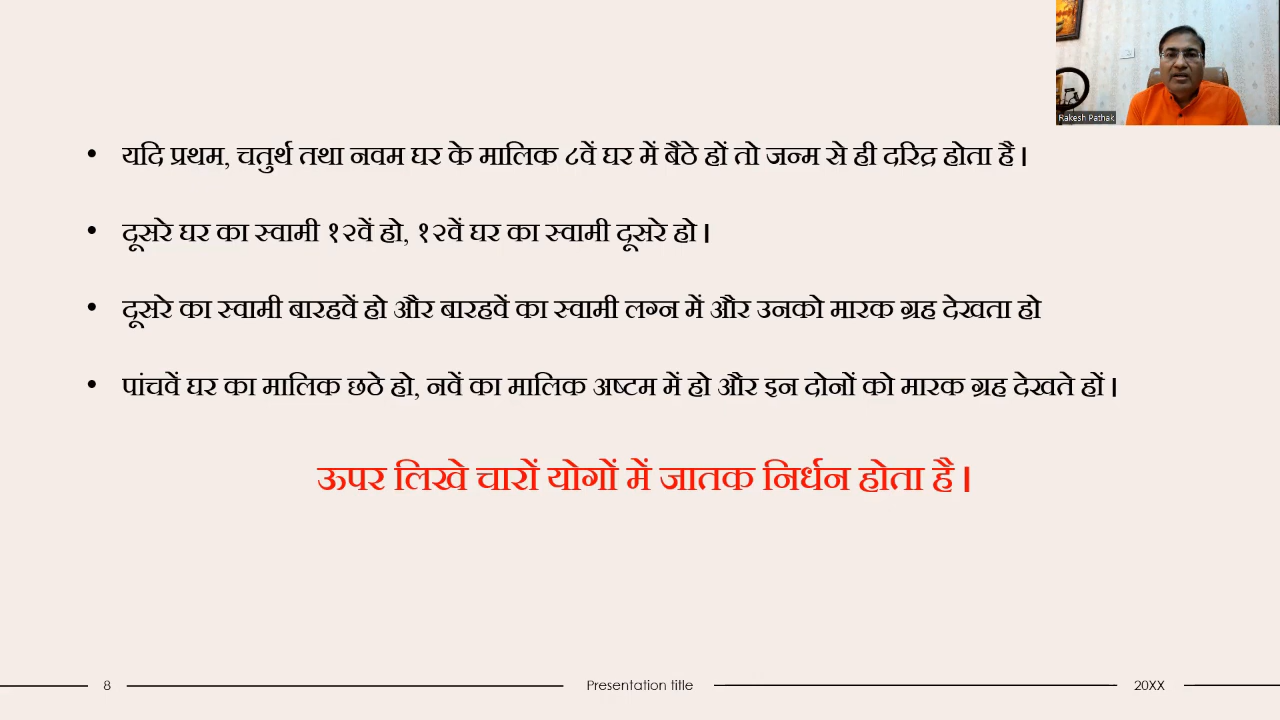 Rakesh Pathak
• यदि प्रथम, चतुर्थ तथा नवम घर के मालिक ८वें घर में बैठे हों तो जन्म से ही दरिद्र होता है ।
• दूसरे घर का स्वामी १२वें हो, १२वें घर का स्वामी दूसरे हो ।
• दूसरे का स्वामी बारहवें हो और बारहवें का स्वामी लग्न में और उनको मारक ग्रह देखता हो
• पांचवें घर का मालिक छठे हो, नवें का मालिक अष्टम में हो और इन दोनों को मारक ग्रह देखते हों ।
ऊपर लिखे चारों योगों में जातक निर्धन होता है ।
8 Presentation title 20XX